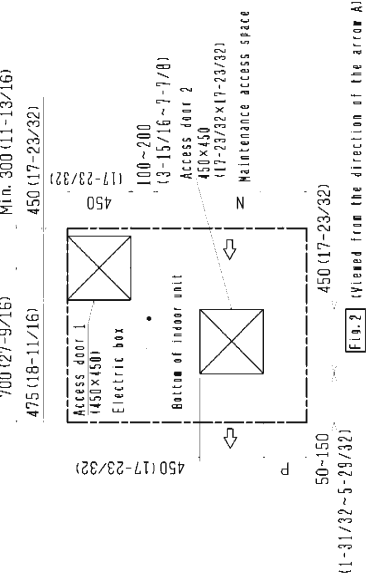 700 (27-9/16)
Min. 300 (11-13/16)
475 (18-11/16)
450 (17-23/32)
Access door 1
(450×450)
Electric box
Bottom of indoor unit
450
(17-23/32)
100~200
(3-15/16~7-7/8)
Access door 2
450×450
(17-23/32×17-23/32)
Maintenance access space
N
450 (17-23/32)
P
50~150
(1-31/32~5-29/32)
450 (17-23/32)
Fig.2 (Viewed from the direction of the arrow A)